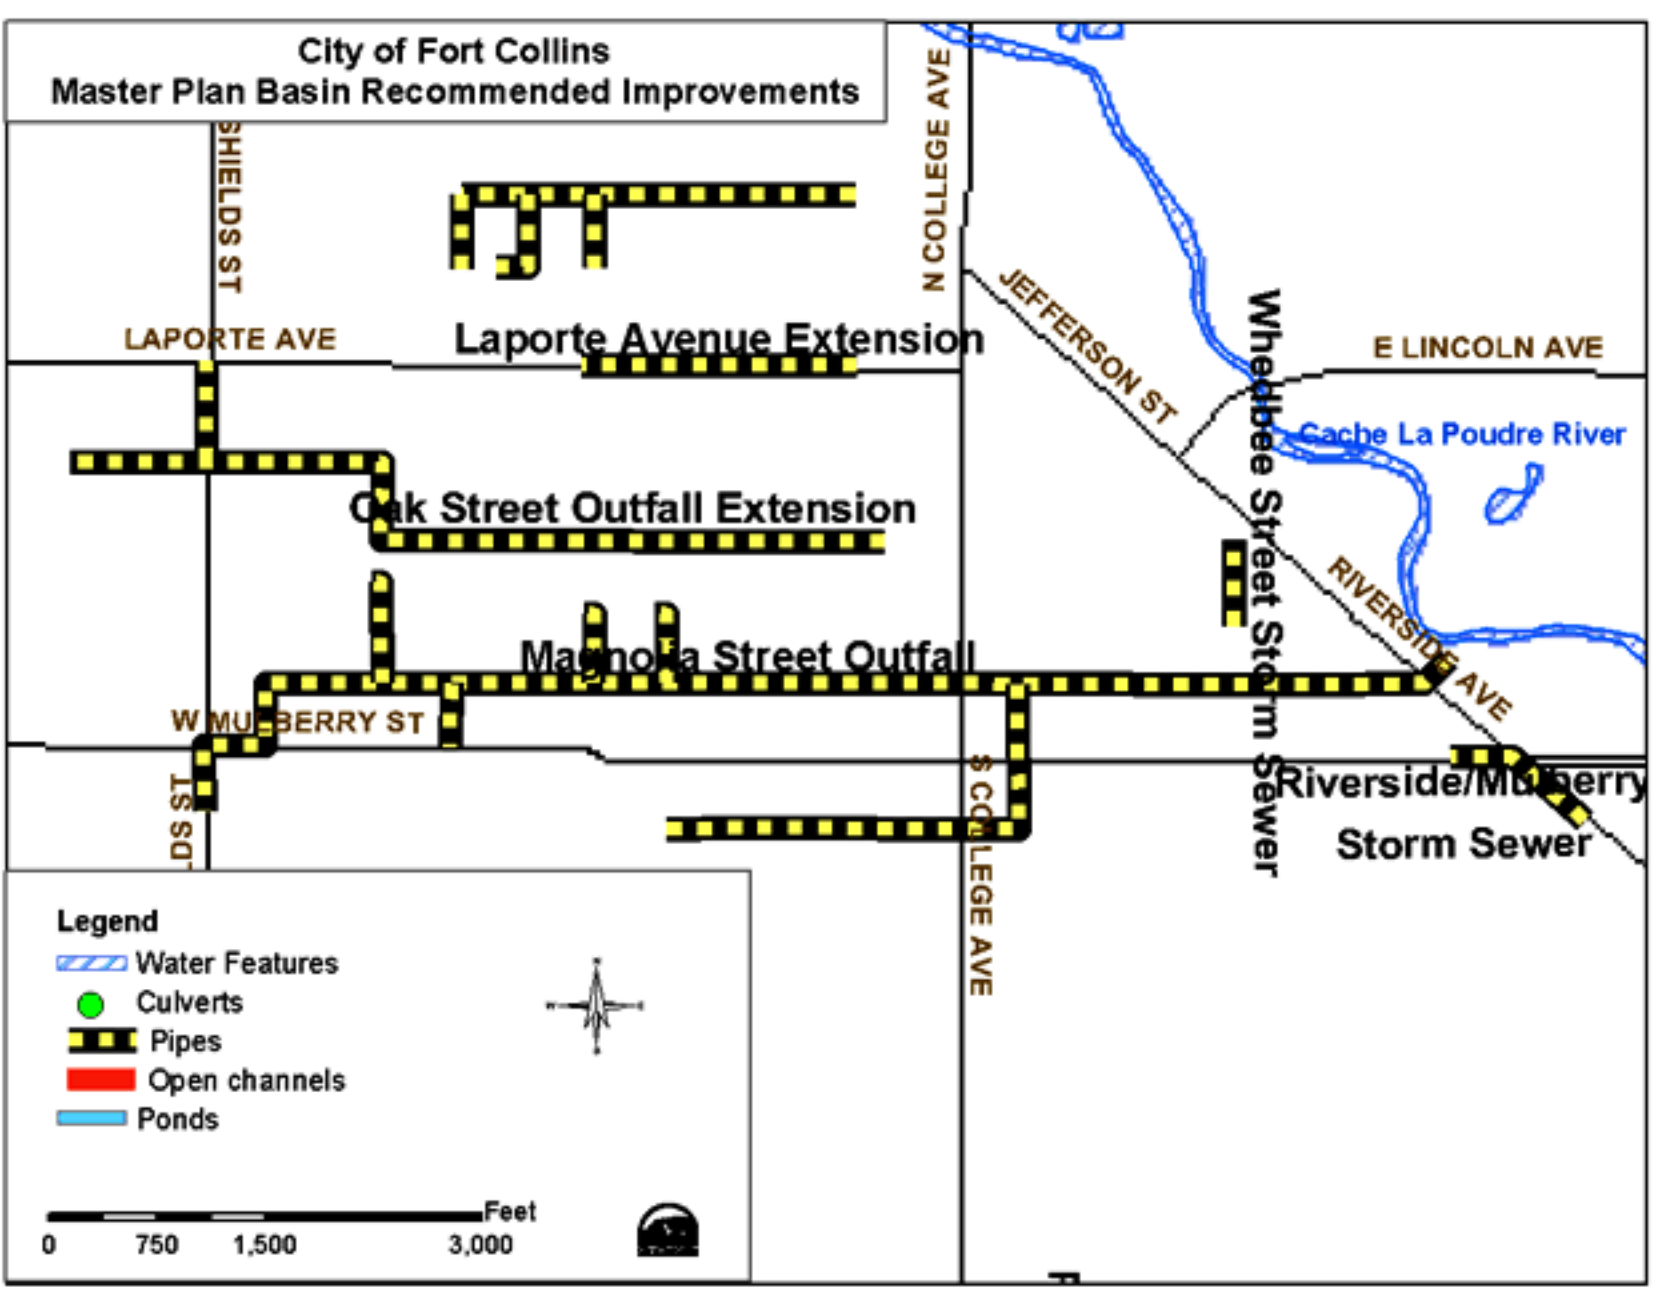 City of Fort Collins
Master Plan Basin Recommended Improvements
SHIELDS ST
N COLLEGE AVE
LAPORTE AVE
Laporte Avenue Extension
JEFFERSON ST
E LINCOLN AVE
Whedbee Street Storm Sewer
Cache La Poudre River
Oak Street Outfall Extension
RIVERSIDE AVE
Magnolia Street Outfall
W MULBERRY ST
LDS ST
S COLLEGE AVE
Riverside/Mulberry
Storm Sewer
Legend
Water Features
Culverts
Pipes
Open channels
Ponds
Feet
0 750 1,500 3,000